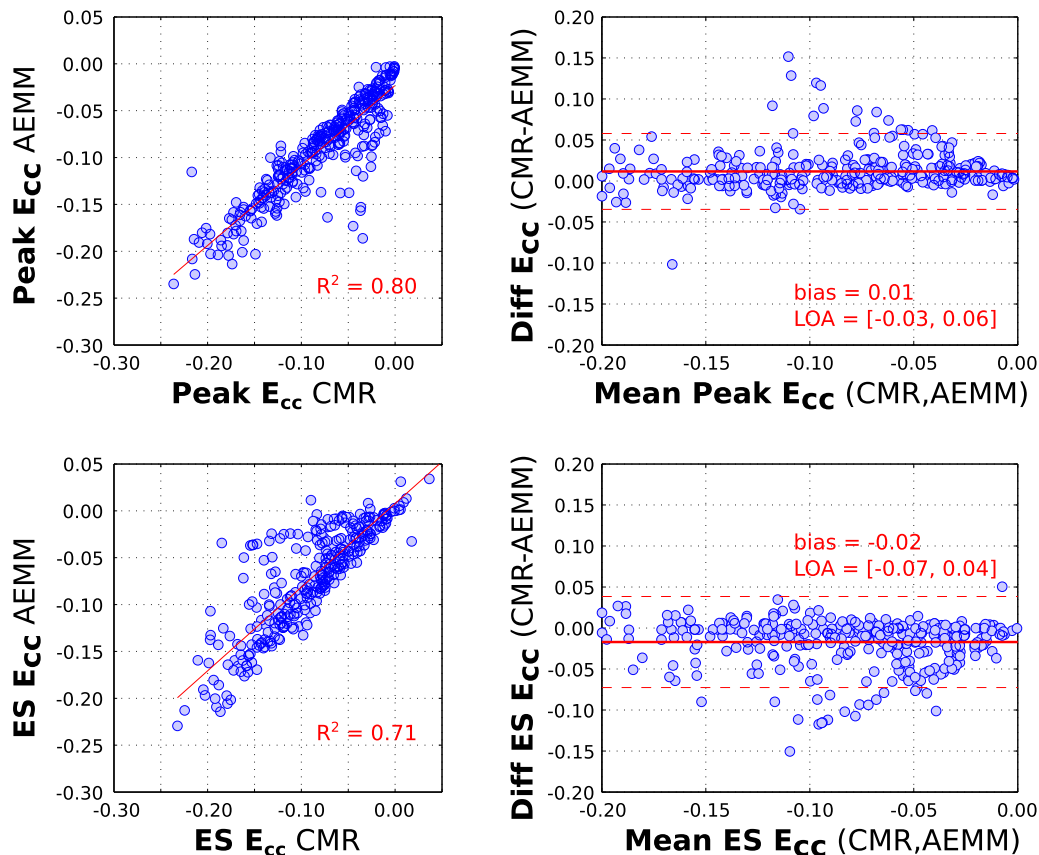 0.05
0.00
-0.05
-0.10
-0.15
-0.20
-0.25
-0.30
Peak Ecc AEMM
R² = 0.80
-0.30 -0.20 -0.10 0.00
Peak Ecc CMR
0.20
0.15
0.10
0.05
0.00
-0.05
-0.10
-0.15
0.20
Diff Ecc (CMR-AEMM)
bias = 0.01
LOA = [-0.03, 0.06]
-0.20 -0.15 -0.10 -0.05 0.00
Mean Peak Ecc (CMR,AEMM)
0.05
0.00
-0.05
-0.10
-0.15
-0.20
-0.25
-0.30
ES Ecc AEMM
R² = 0.71
-0.30 -0.20 -0.10 0.00
ES Ecc CMR
0.20
0.15
0.10
0.05
0.00
-0.05
-0.10
-0.15
0.20
Diff ES Ecc (CMR-AEMM)
bias = -0.02
LOA = [-0.07, 0.04]
-0.20 -0.15 -0.10 -0.05 0.00
Mean ES Ecc (CMR,AEMM)